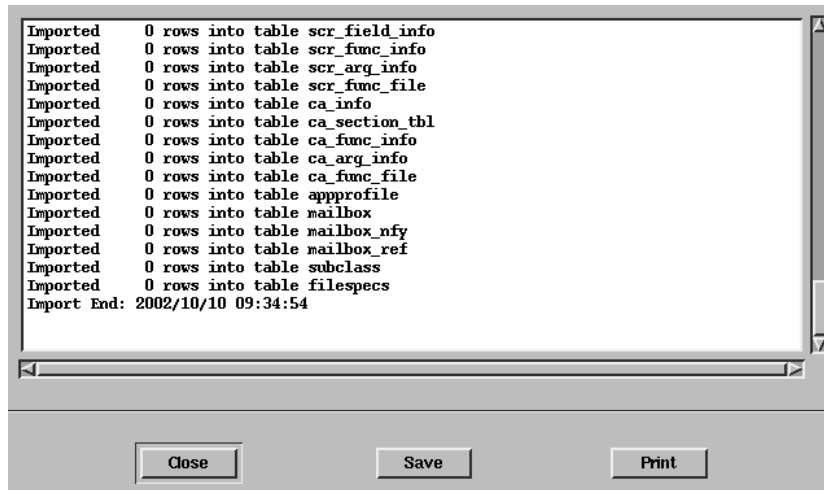 Imported 0 rows into table scr_field_info
Imported 0 rows into table scr_func_info
Imported 0 rows into table scr_arg_info
Imported 0 rows into table scr_func_file
Imported 0 rows into table ca_info
Imported 0 rows into table ca_section_tbl
Imported 0 rows into table ca_func_info
Imported 0 rows into table ca_arg_info
Imported 0 rows into table ca_func_file
Imported 0 rows into table appprofile
Imported 0 rows into table mailbox
Imported 0 rows into table mailbox_nfy
Imported 0 rows into table mailbox_ref
Imported 0 rows into table subclass
Imported 0 rows into table filespecs
Import End: 2002/10/10 09:34:54
Close Save Print